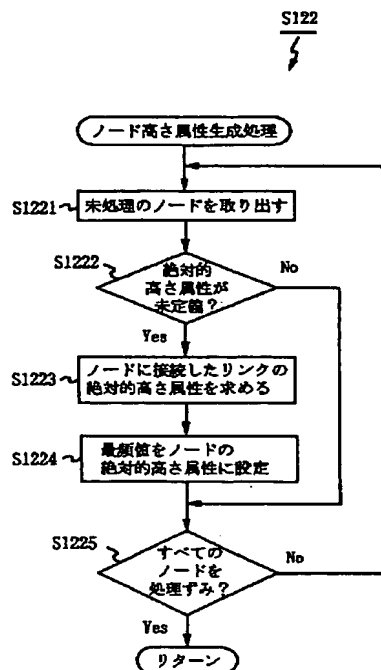 S122
ノード高さ属性生成処理
S1221
未処理のノードを取り出す
S1222
絶対的
高さ属性が
未定義?
No
Yes
S1223
ノードに接続したリンクの
絶対的高さ属性を求める
S1224
最頻値をノードの
絶対的高さ属性に設定
S1225
すべての
ノードを
処理ずみ?
No
Yes
リターン